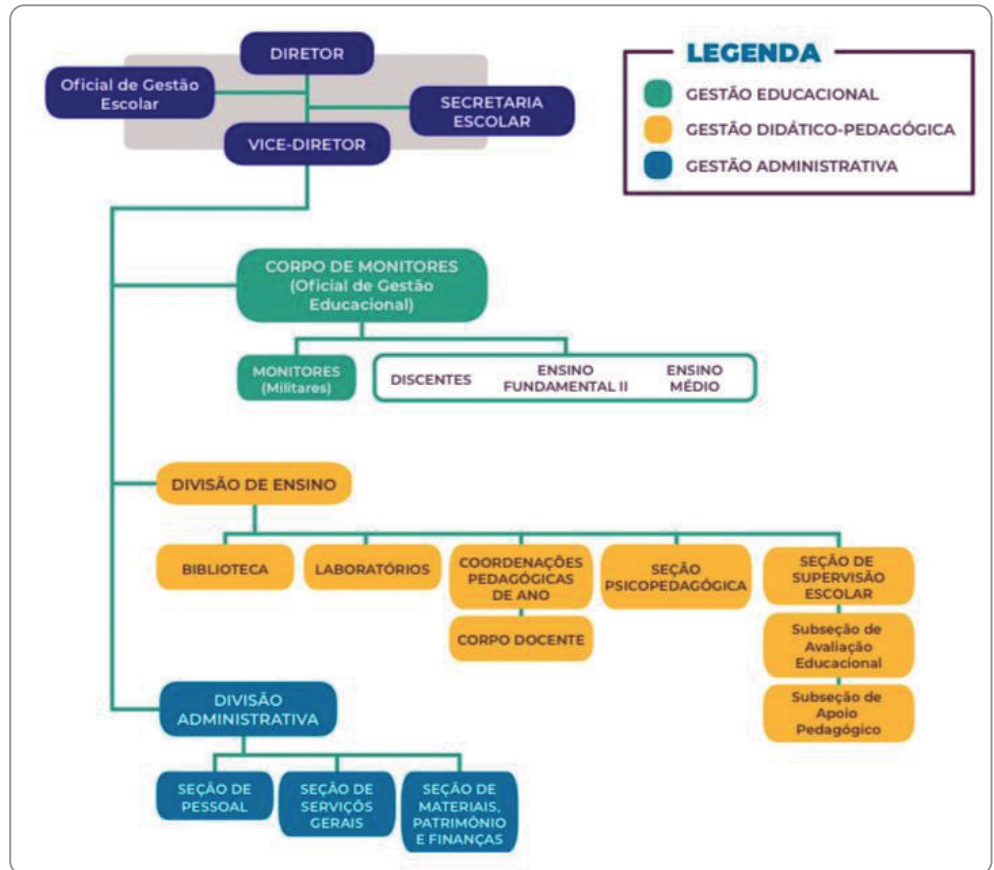 DIRETOR
Oficial de Gestão
Escolar
SECRETARIA
ESCOLAR
VICE-DIRETOR
LEGENDA
GESTÃO EDUCACIONAL
GESTÃO DIDÁTICO-PEDAGÓGICA
GESTÃO ADMINISTRATIVA
CORPO DE MONITORES
(Oficial de Gestão
Educacional)
MONITORES
(Militares)
DISCENTES
ENSINO
FUNDAMENTAL II
ENSINO
MÉDIO
DIVISÃO DE ENSINO
BIBLIOTECA
LABORATÓRIOS
COORDENAÇÕES
PEDAGÓGICAS
DE ANO
CORPO DOCENTE
SEÇÃO
PSICOPEDAGÓGICA
SEÇÃO DE
SUPERVISÃO
ESCOLAR
Subseção de
Avaliação
Educacional
Subseção de
Apoio
Pedagógico
DIVISÃO
ADMINISTRATIVA
SEÇÃO DE
PESSOAL
SEÇÃO DE
SERVIÇÕS
GERAIS
SEÇÃO DE
MATERIAIS,
PATRIMÔNIO
E FINANÇAS